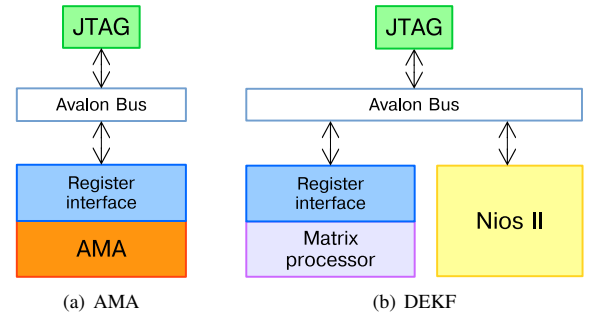 JTAG
Avalon Bus
Register
interface
AMA
(a) AMA
JTAG
Avalon Bus
Register
interface
Matrix
processor
Nios II
(b) DEKF